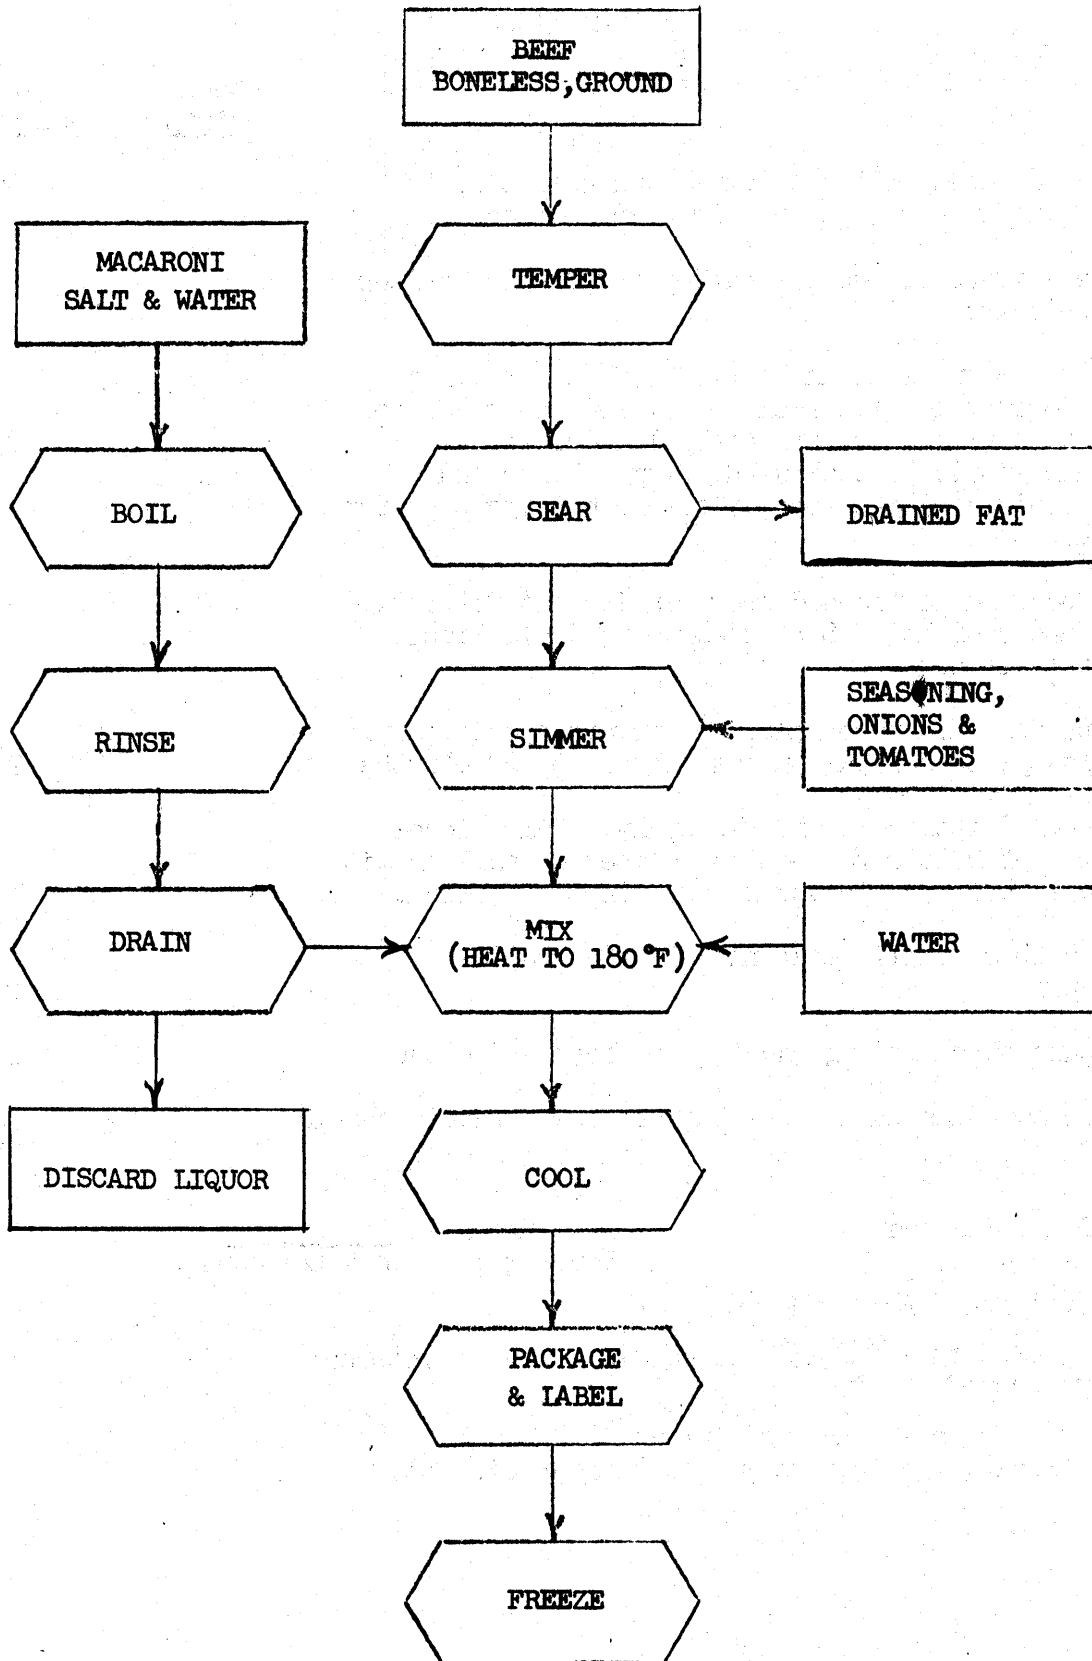 BEEF
BONELESS,GROUND
TEMPER
MACARONI
SALT & WATER
BOIL
SEAR
DRAINED FAT
RINSE
SIMMER
SEASONING,
ONIONS &
TOMATOES
DRAIN
MIX
(HEAT TO 180°F)
WATER
DISCARD LIQUOR
COOL
PACKAGE
& LABEL
FREEZE